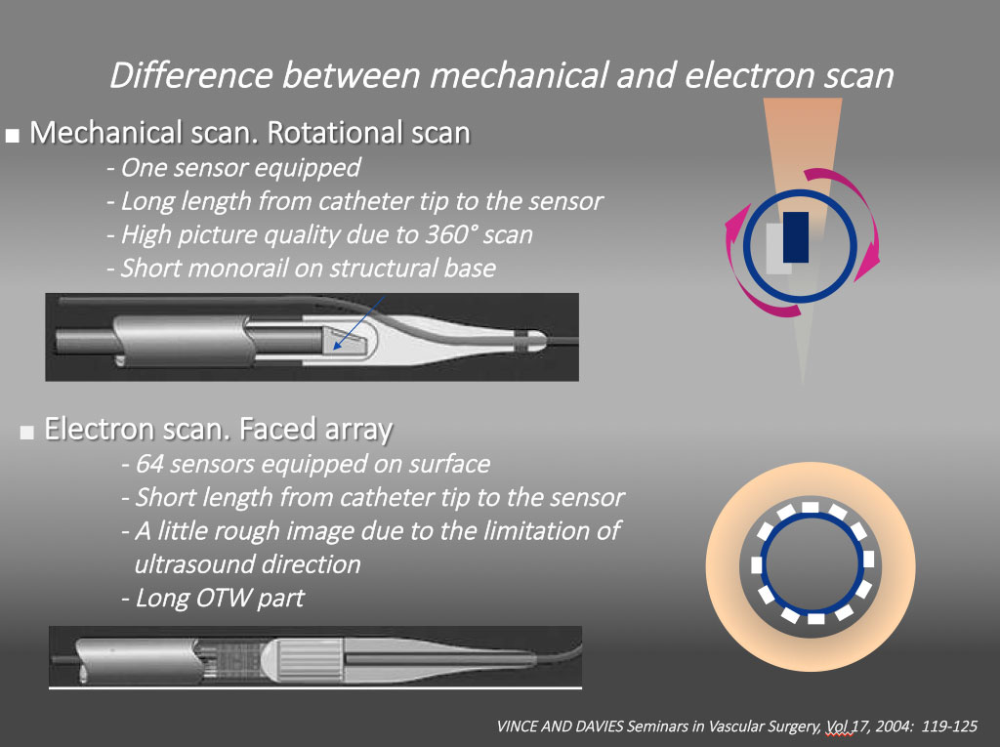 Difference between mechanical and electron scan
■ Mechanical scan. Rotational scan
- One sensor equipped
- Long length from catheter tip to the sensor
- High picture quality due to 360° scan
- Short monorail on structural base
■ Electron scan. Faced array
- 64 sensors equipped on surface
- Short length from catheter tip to the sensor
- A little rough image due to the limitation of
ultrasound direction
- Long OTW part
VINCE AND DAVIES Seminars in Vascular Surgery, Vol 17, 2004: 119-125